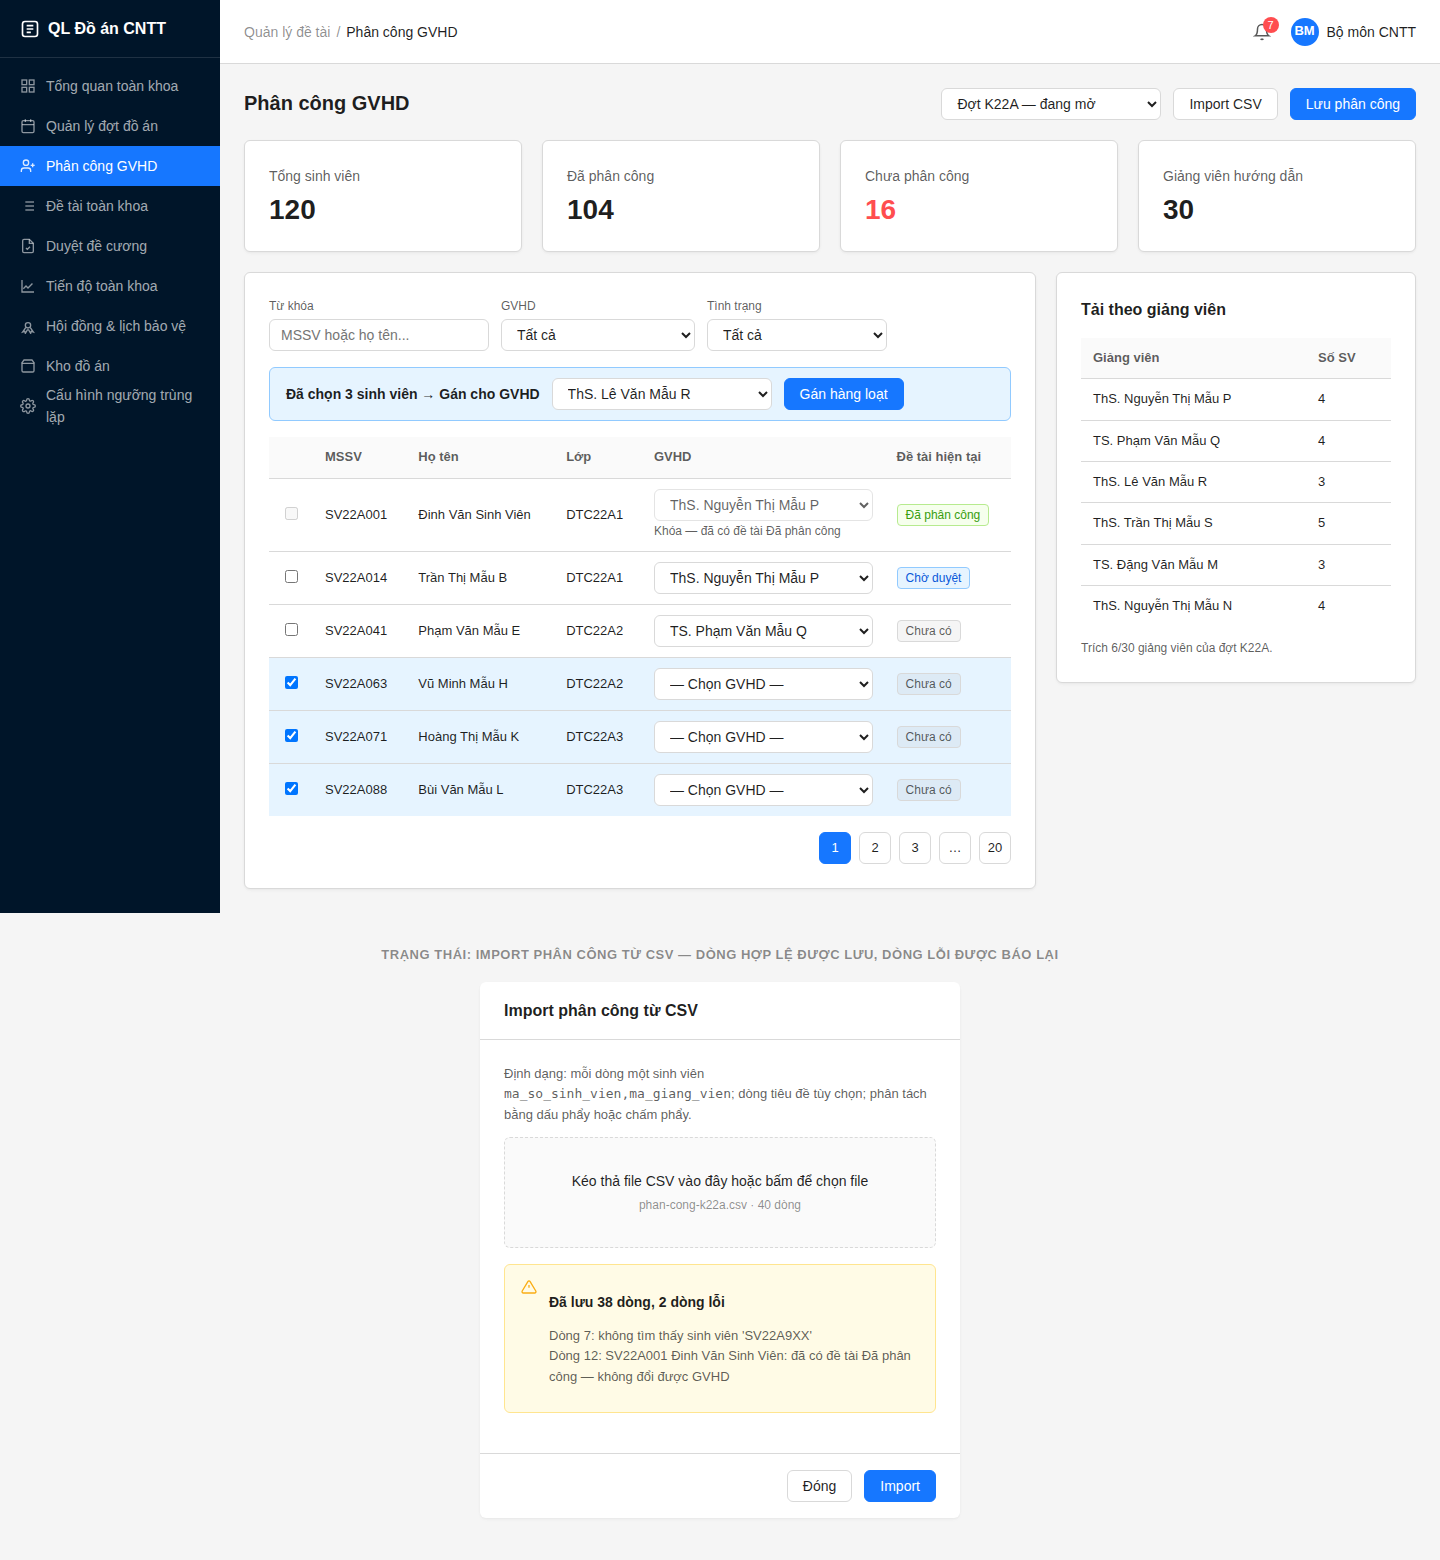 QL Đồ án CNTT
Tổng quan toàn khoa
Quản lý đợt đồ án
Phân công GVHD
Đề tài toàn khoa
Duyệt đề cương
Tiến độ toàn khoa
Hội đồng & lịch bảo vệ
Kho đồ án
Cấu hình ngưỡng trùng
lặp
Quản lý đề tài / Phân công GVHD
7
BM Bộ môn CNTT
Phân công GVHD
Đợt K22A — đang mở
Import CSV
Lưu phân công
Tổng sinh viên
120
Đã phân công
104
Chưa phân công
16
Giảng viên hướng dẫn
30
Từ khóa
MSSV hoặc họ tên...
GVHD
Tất cả
Tình trạng
Tất cả
Đã chọn 3 sinh viên → Gán cho GVHD ThS. Lê Văn Mẫu R Gán hàng loạt
MSSV Họ tên Lớp GVHD Đề tài hiện tại
SV22A001 Đinh Văn Sinh Viên DTC22A1 ThS. Nguyễn Thị Mẫu P Đã phân công
Khóa — đã có đề tài Đã phân công
SV22A014 Trần Thị Mẫu B DTC22A1 ThS. Nguyễn Thị Mẫu P Chờ duyệt
SV22A041 Phạm Văn Mẫu E DTC22A2 TS. Phạm Văn Mẫu Q Chưa có
SV22A063 Vũ Minh Mẫu H DTC22A2 — Chọn GVHD — Chưa có
SV22A071 Hoàng Thị Mẫu K DTC22A3 — Chọn GVHD — Chưa có
SV22A088 Bùi Văn Mẫu L DTC22A3 — Chọn GVHD — Chưa có
1 2 3 … 20
Tải theo giảng viên
Giảng viên Số SV
ThS. Nguyễn Thị Mẫu P 4
TS. Phạm Văn Mẫu Q 4
ThS. Lê Văn Mẫu R 3
ThS. Trần Thị Mẫu S 5
TS. Đặng Văn Mẫu M 3
ThS. Nguyễn Thị Mẫu N 4
Trích 6/30 giảng viên của đợt K22A.
TRẠNG THÁI: IMPORT PHÂN CÔNG TỪ CSV — DÒNG HỢP LỆ ĐƯỢC LƯU, DÒNG LỖI ĐƯỢC BÁO LẠI
Import phân công từ CSV
Định dạng: mỗi dòng một sinh viên
ma_so_sinh_vien,ma_giang_vien; dòng tiêu đề tùy chọn; phân tách
bằng dấu phẩy hoặc chấm phẩy.
Kéo thả file CSV vào đây hoặc bấm để chọn file
phan-cong-k22a.csv · 40 dòng
Đã lưu 38 dòng, 2 dòng lỗi
Dòng 7: không tìm thấy sinh viên 'SV22A9XX'
Dòng 12: SV22A001 Đinh Văn Sinh Viên: đã có đề tài Đã phân
công — không đổi được GVHD
Đóng
Import